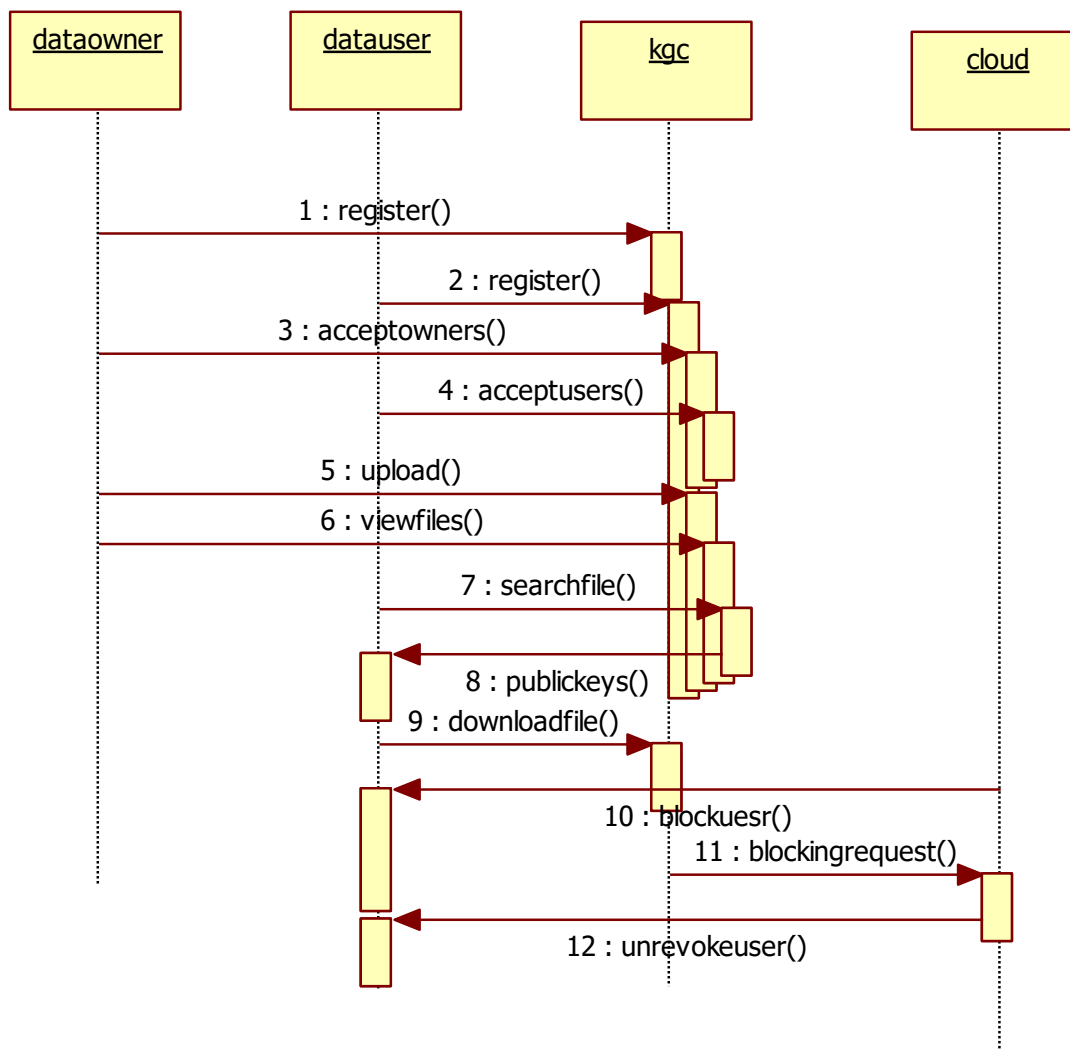 dataowner
datauser
kgc
cloud
1 : register()
2 : register()
3 : acceptowners()
4 : acceptusers()
5 : upload()
6 : viewfiles()
7 : searchfile()
8 : publickeys()
9 : downloadfile()
10 : blockuesr()
11 : blockingrequest()
12 : unrevokeuser()